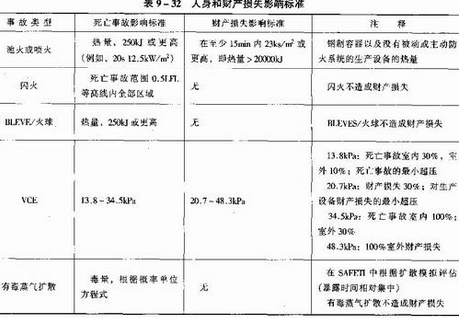 表 9-32 人身和财产损失影响标准
事故类型 死亡事故影响标准 财产损失影响标准 注释
池火或喷火
热量，250kJ 或更高
(例如，20s 12.5kW/m²)
在至少 15min 内 23ks/m² 或
更高，即热量＞20000kJ
钢制容器以及没有被动或主动防
火系统的生产设备的热量
闪火
死亡事故范围 0.5LFL
等高线内全部区域
无
闪火不造成财产损失
BLEVE/火球
热量，250kJ 或更高
无
BLEVES/火球不造成财产损失
VCE
13.8~34.5kPa
20.7~48.3kPa
13.8kPa：死亡事故室内 30%，室
外 10%；死亡事故的最小超压
20.7kPa：财产损失 30%；对生产
设备财产损失的最小超压
34.5kPa：死亡事故室内 100%；
室外 30%
48.3kPa：100%室外财产损失
有毒蒸气扩散
毒量，根据概率单位
方程式
无
在 SAFETI 中根据扩散模拟评估
(暴露时间相对集中)
有毒蒸气扩散不造成财产损失